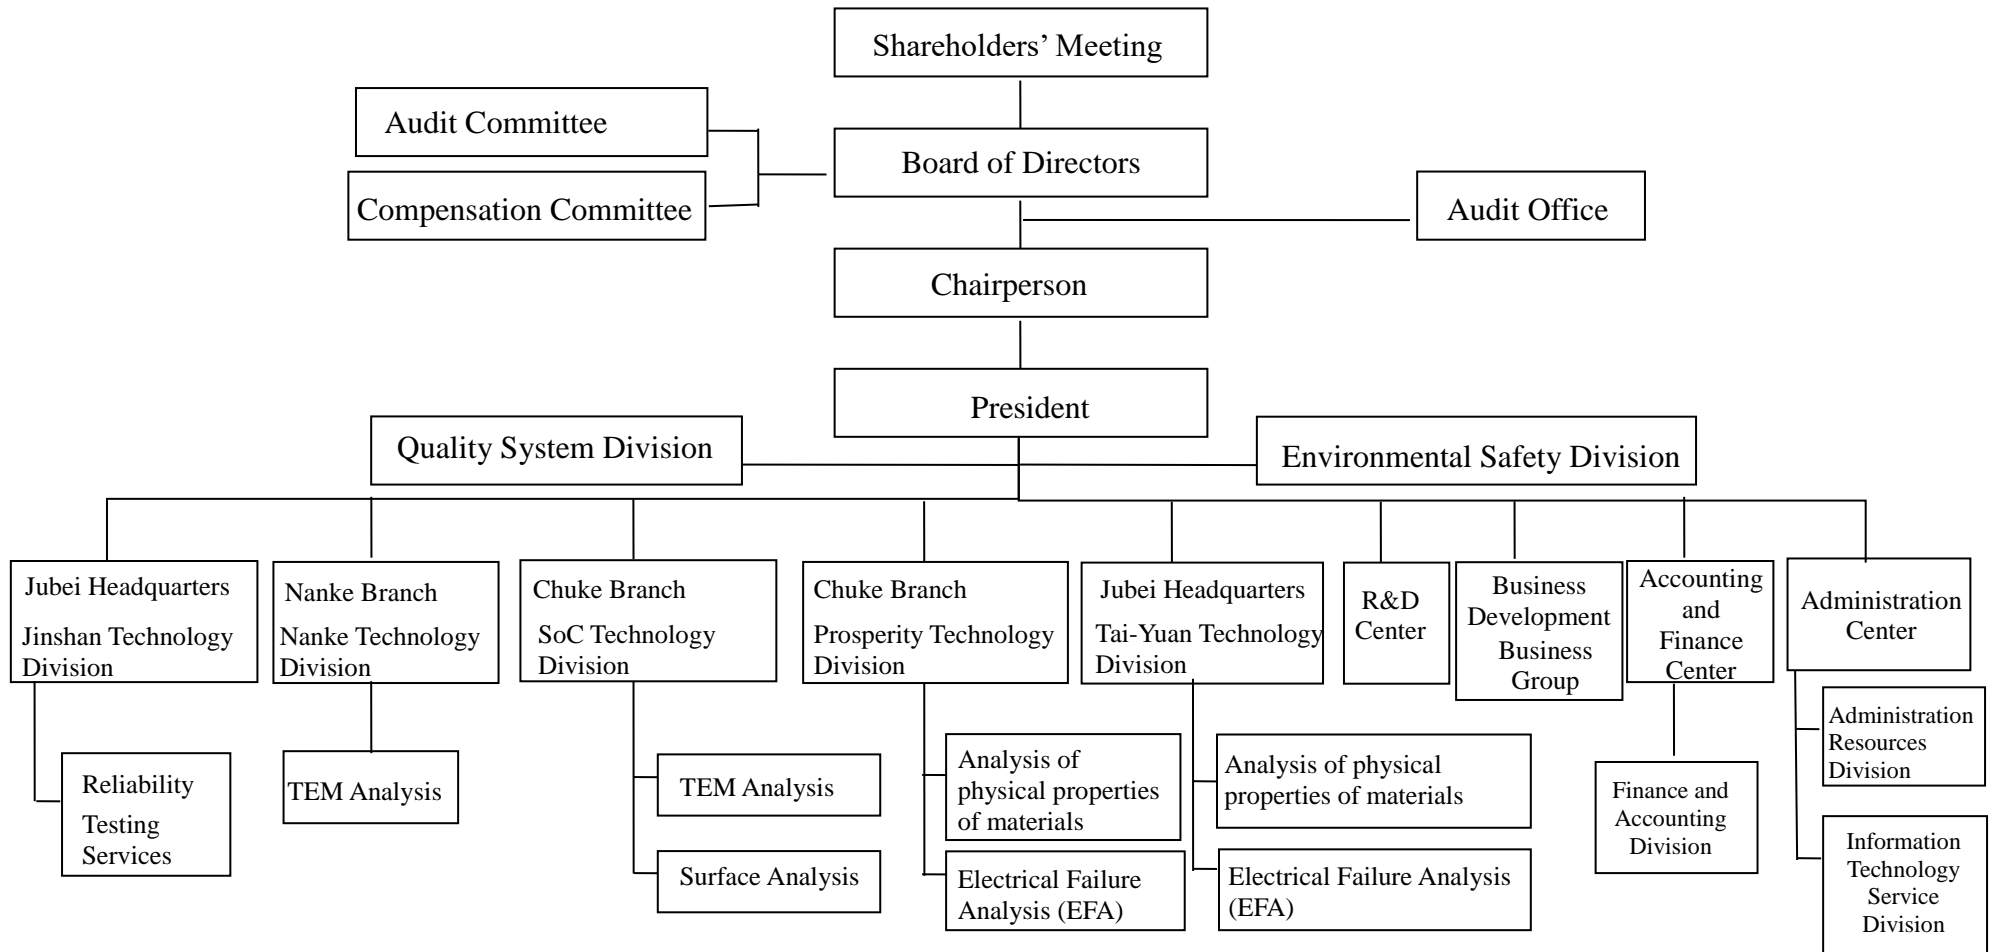 Shareholders’ Meeting
Audit Committee
Board of Directors
Compensation Committee
Audit Office
Chairperson
President
Quality System Division
Environmental Safety Division
Jubei Headquarters
Jinshan Technology
Division
Nanke Branch
Nanke Technology
Division
Chuke Branch
SoC Technology
Division
Chuke Branch
Prosperity Technology
Division
Jubei Headquarters
Tai-Yuan Technology
Division
R&D
Center
Business
Development
Business
Group
Accounting
and
Finance
Center
Administration
Center
Reliability
Testing
Services
TEM Analysis
TEM Analysis
Surface Analysis
Analysis of
physical properties
of materials
Electrical Failure
Analysis (EFA)
Analysis of physical
properties of materials
Electrical Failure Analysis
(EFA)
Finance and
Accounting
Division
Administration
Resources
Division
Information
Technology
Service
Division